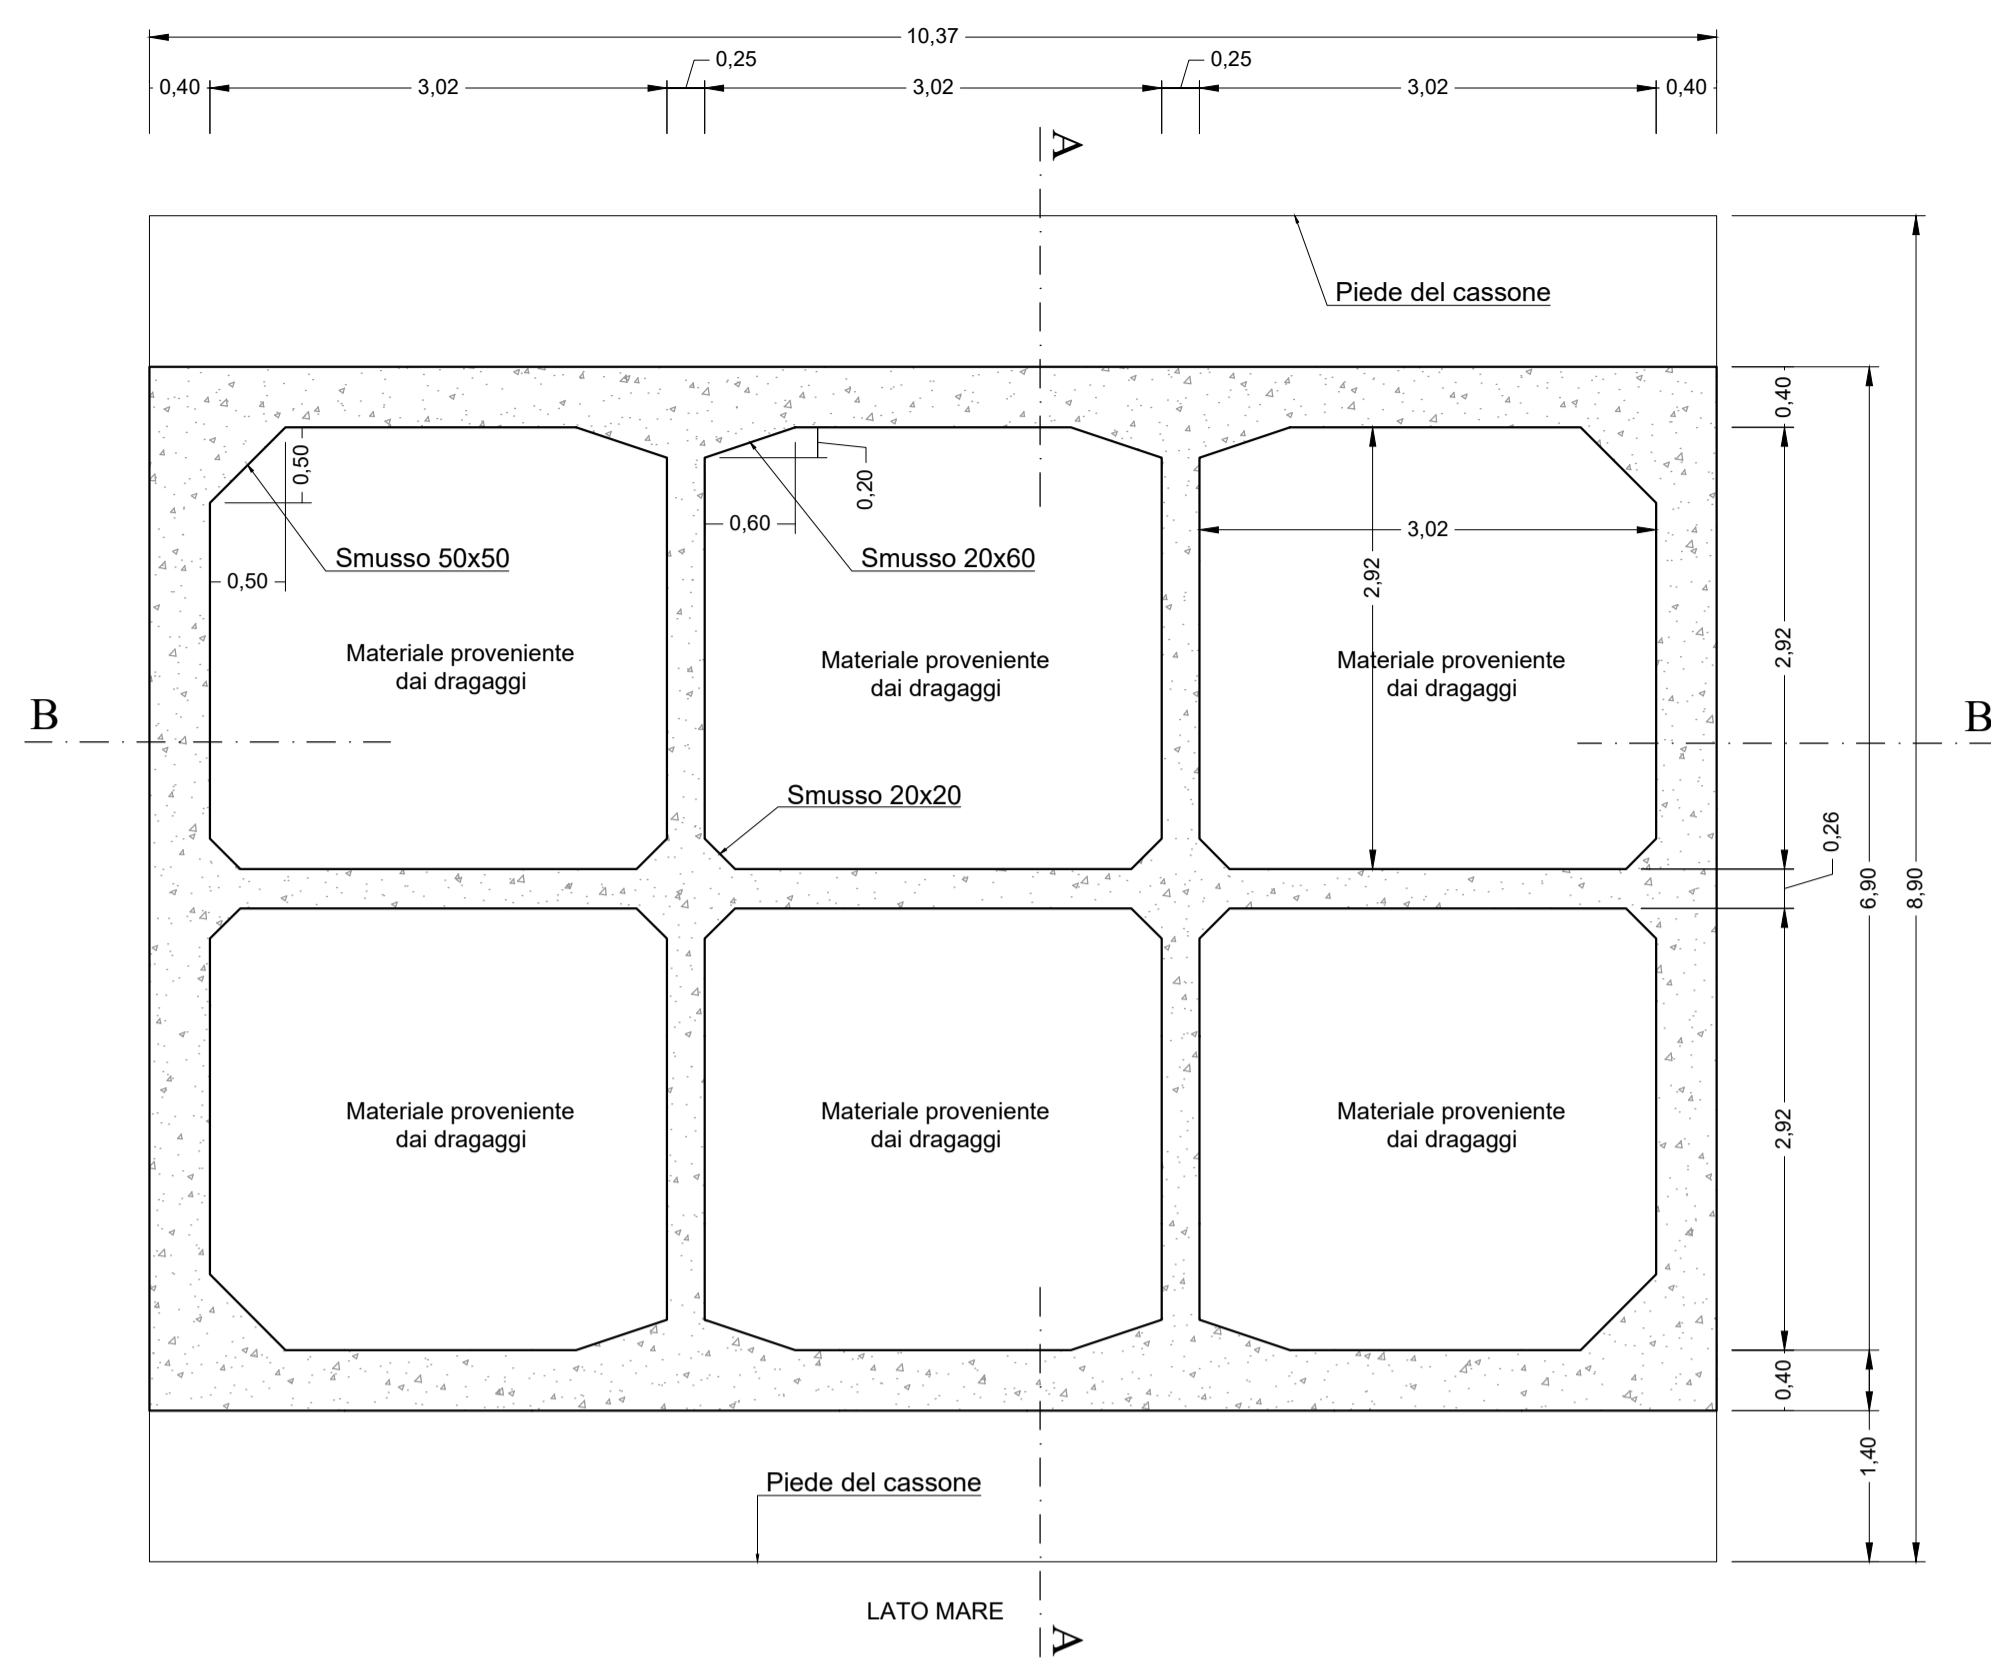 10,37
0,25
0,25
0,40
3,02
3,02
3,02
0,40
A
Piede del cassone
0,40
0,50
0,20
0,60
3,02
Smusso 50x50
Smusso 20x60
0,50
2,92
2,92
Materiale proveniente
dai dragaggi
Materiale proveniente
dai dragaggi
Materiale proveniente
dai dragaggi
B
B
Smusso 20x20
0,26
6,90
8,90
Materiale proveniente
dai dragaggi
Materiale proveniente
dai dragaggi
Materiale proveniente
dai dragaggi
2,92
0,40
1,40
Piede del cassone
LATO MARE
A